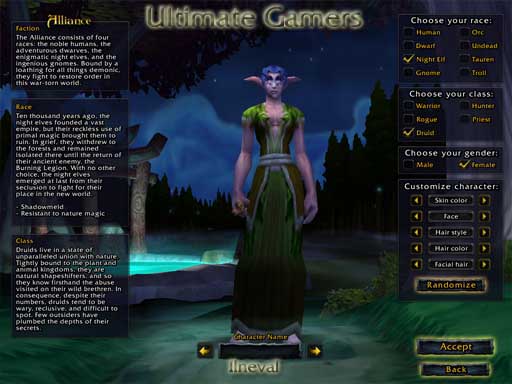 Ultimate Gamers
Alliance
Faction
The Alliance consists of four
races: the noble humans, the
adventurous dwarves, the
enigmatic night elves, and the
ingenious gnomes. Bound by a
loathing for all things demonic,
they fight to restore order in
this war-torn world.
Race
Ten thousand years ago, the
night elves founded a vast
empire, but their reckless use of
primal magic brought them to
ruin. In grief, they withdrew to
the forests and remained
isolated there until the return of
their ancient enemy, the
Burning Legion. With no other
choice, the night elves
emerged at last from their
seclusion to fight for their
place in the new world.
- Shadowmeld
- Resistant to nature magic
Class
Druids live in a state of
unparalleled union with nature
Tightly bound to the plant and
animal kingdoms, they are
natural shapeshifters, and so
they know firsthand the abuse
visited on their wild brethren. In
consequence, despite their
numbers, druids tend to be
wary, reclusive, and difficult to
spot. Few outsiders have
plumbed the depths of their
secrets.
Choose your race:
Human Orc
Dwarf Undead
Night Elf Tauren
Gnome Troll
Choose your class:
Warrior Hunter
Rogue Priest
Druid
Choose your gender:
Male Female
Customize character:
Skin color
Face
Hair style
Hair color
Facial hair
Randomize
Character Name
Ilneval
Accept
Back